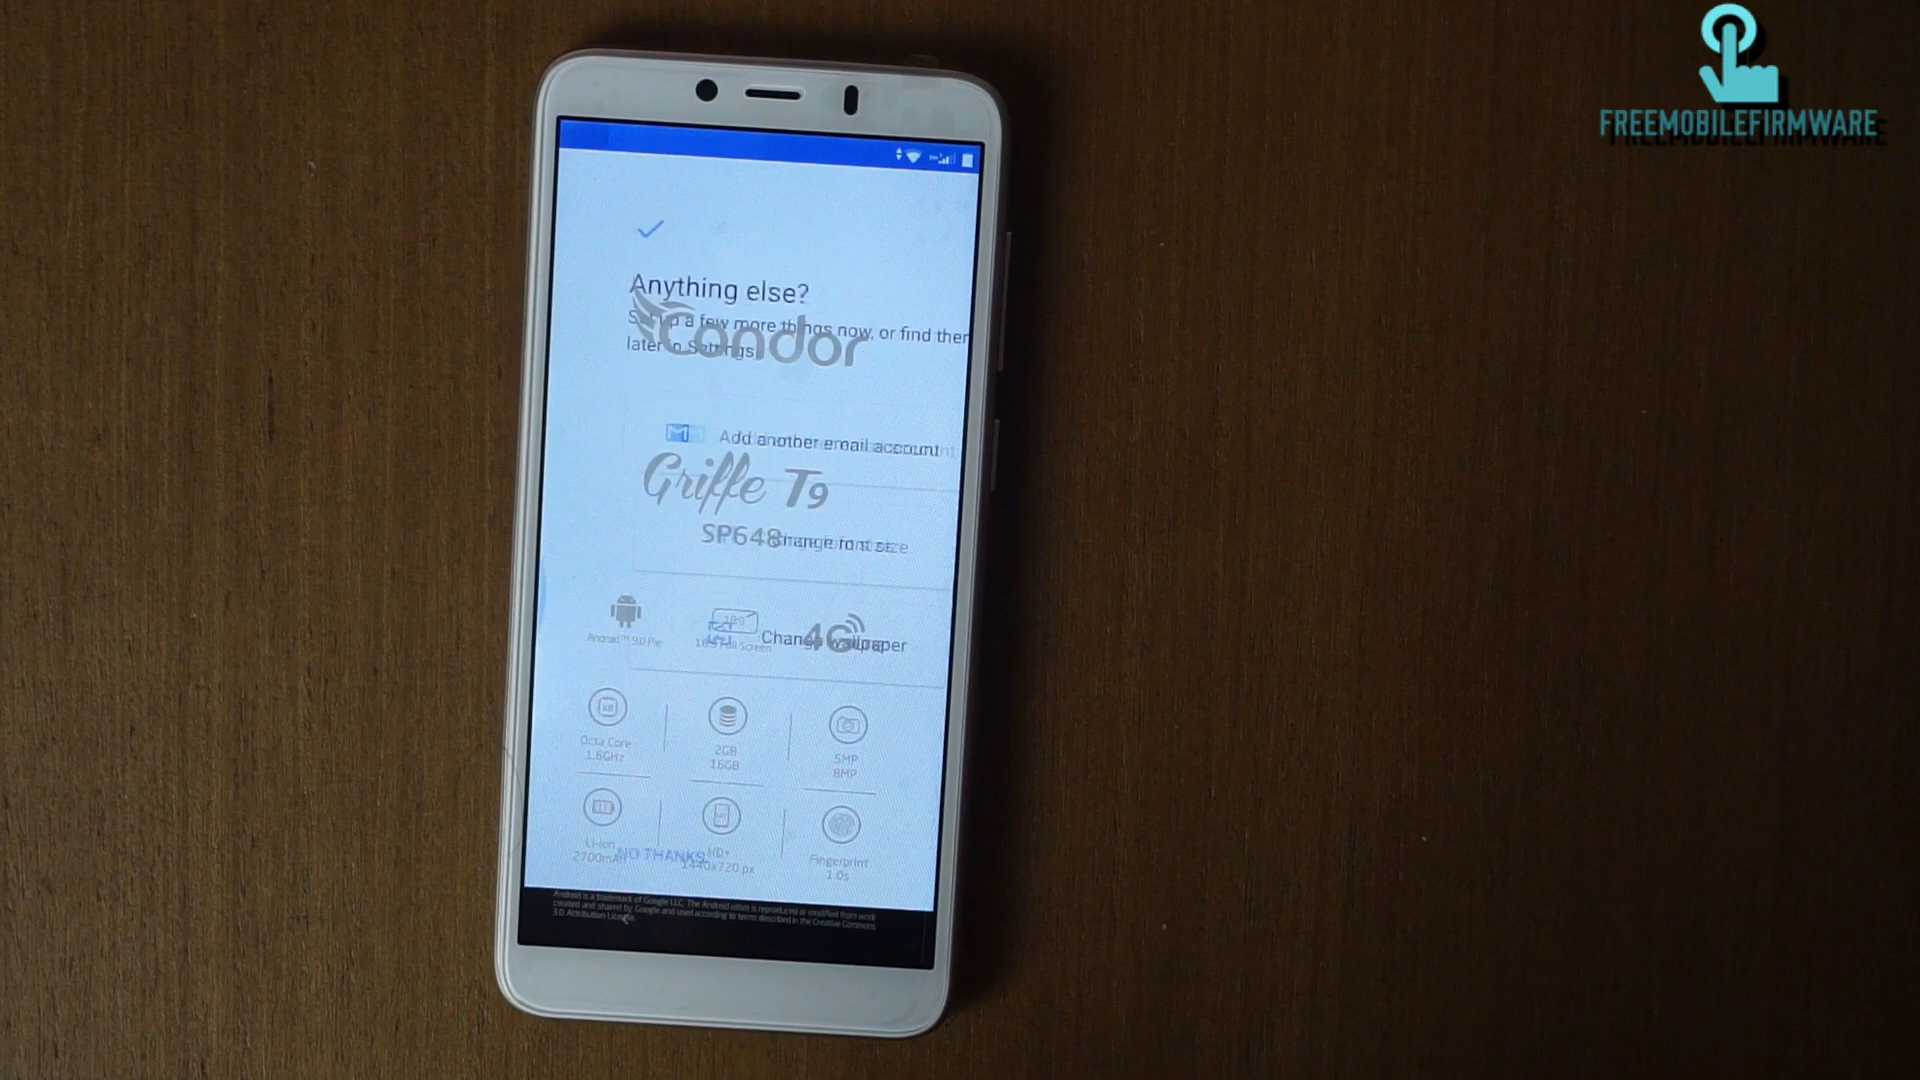 FREEMOBILEFIRMWARE
Anything else?
Set up a few more things now, or find them
later in Settings
condor
Add another email account
Griffe T9
SP648
Change font size
Android™ 9.0 Pie
18:9 Full Screen
4G
Change wallpaper
Octa Core
1.6GHz
2GB
16GB
5MP
8MP
Li-ion
2700mAh
NO THANKS
HD+
1440x720 px
Fingerprint
1.0s
Android is a trademark of Google LLC. The Android robot is reproduced or modified from work
created and shared by Google and used according to terms described in the Creative Commons
3.0 Attribution License.